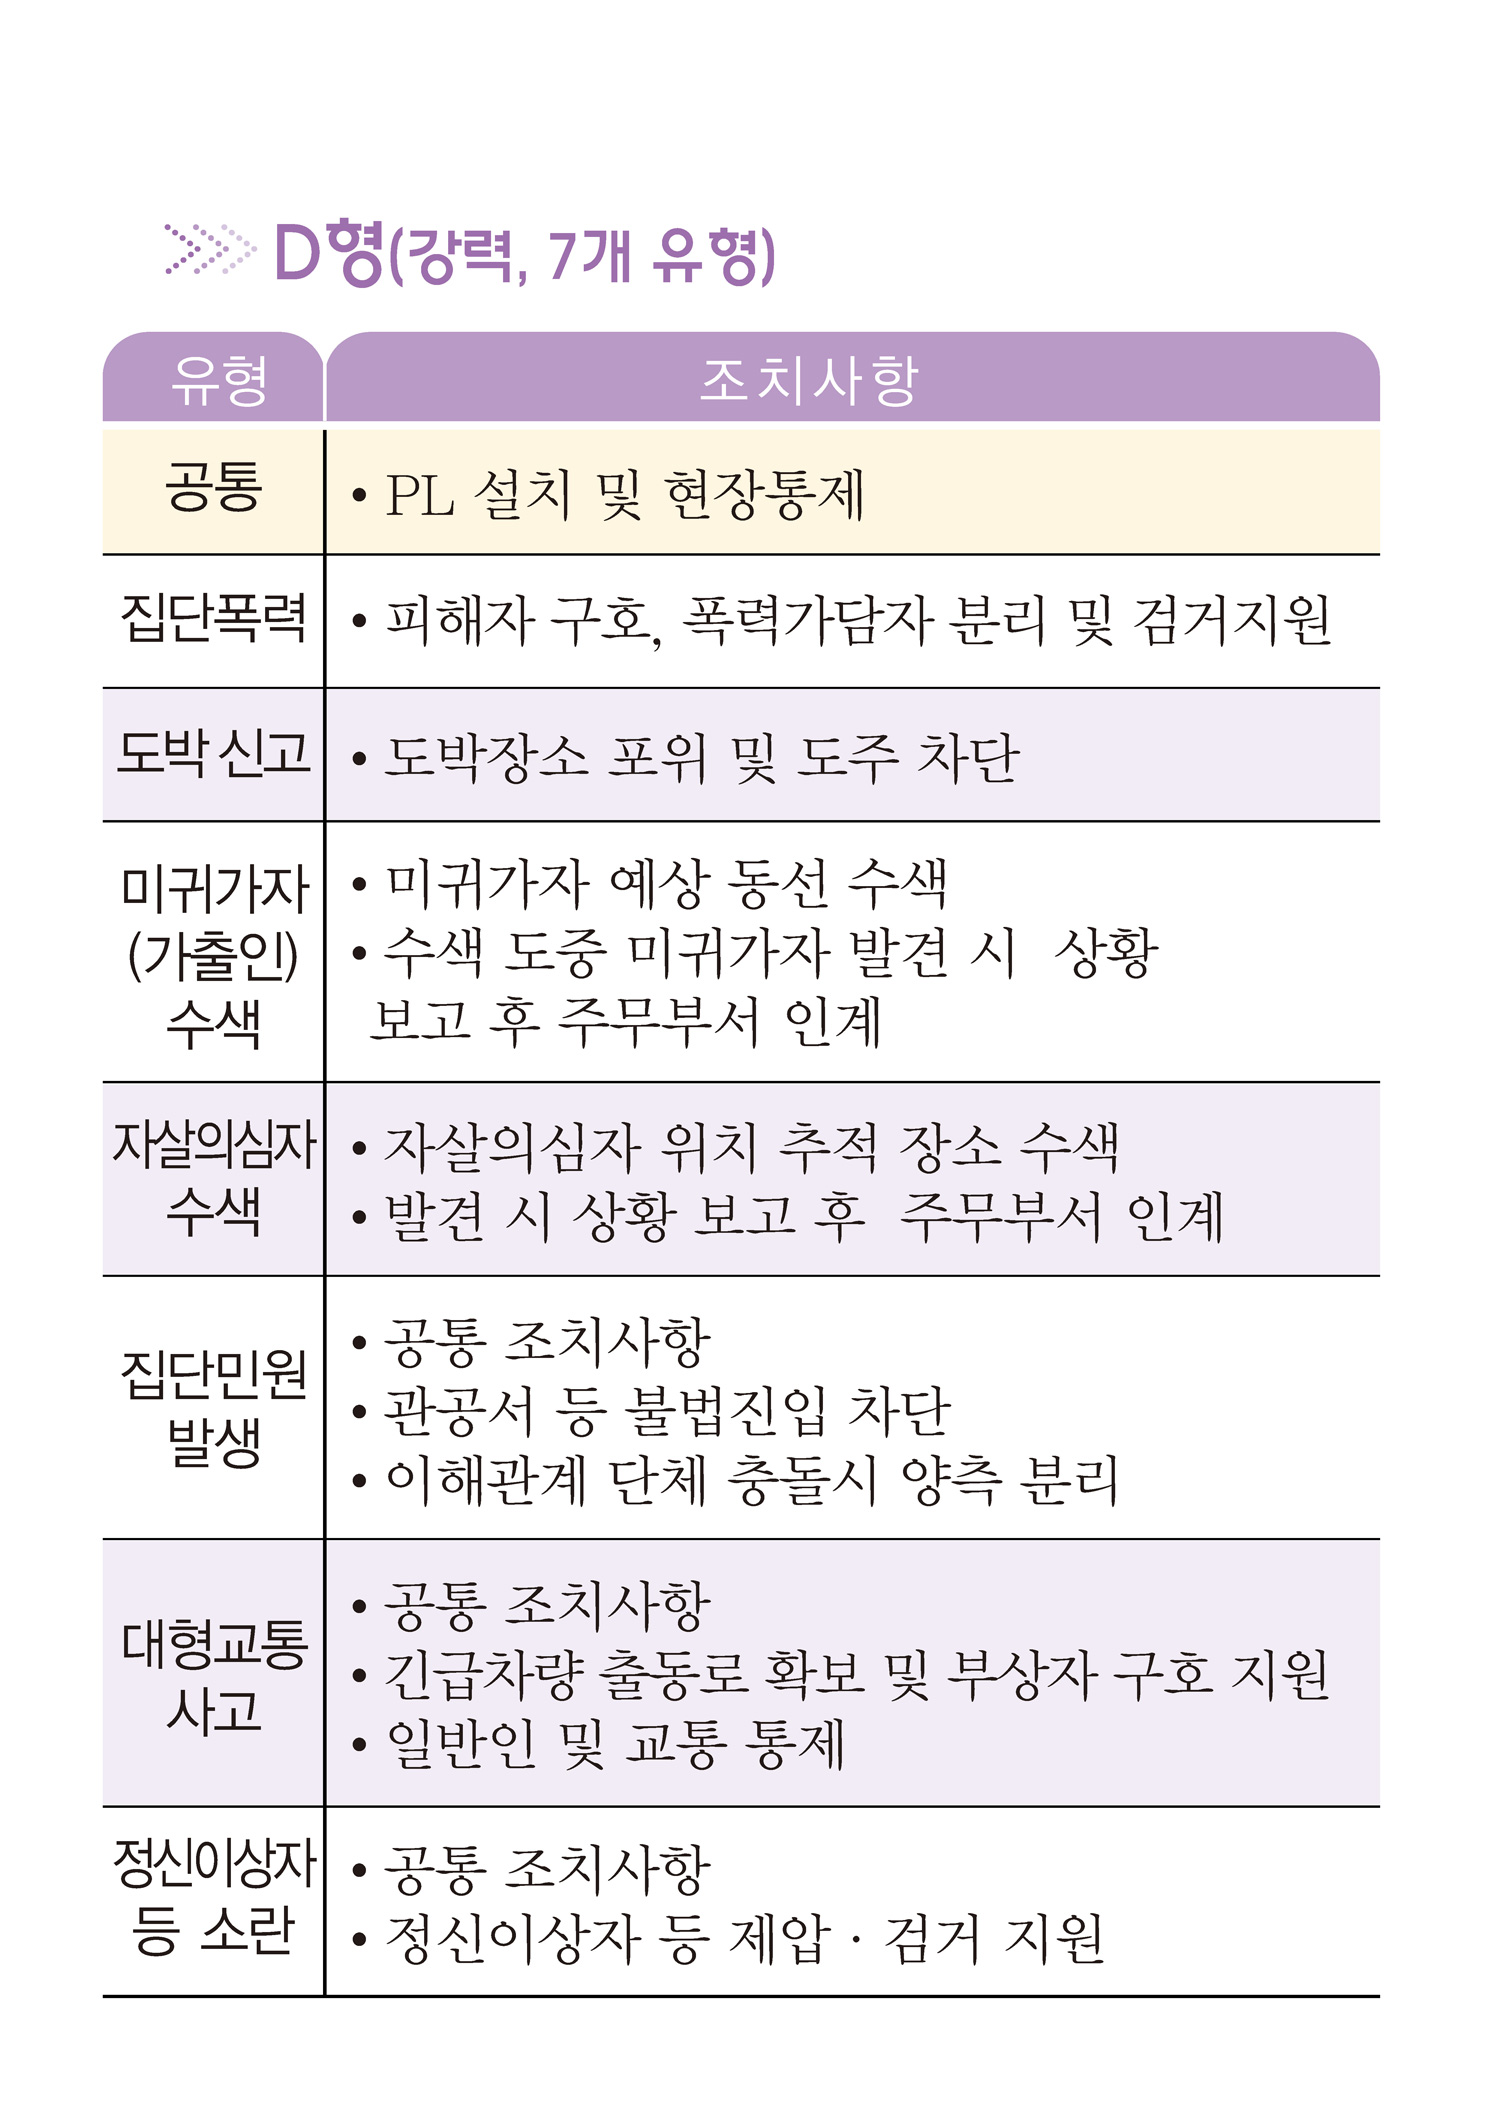 D형(강력, 7개 유형)
유형 조치사항
공통
• PL 설치 및 현장통제
집단폭력
• 피해자 구호, 폭력가담자 분리 및 검거지원
도박 신고
• 도박장소 포위 및 도주 차단
미귀가자
(가출인)
수색
• 미귀가자 예상 동선 수색
• 수색 도중 미귀가자 발견 시 상황
보고 후 주무부서 인계
자살의심자
수색
• 자살의심자 위치 추적 장소 수색
• 발견 시 상황 보고 후 주무부서 인계
집단민원
발생
• 공통 조치사항
• 관공서 등 불법진입 차단
• 이해관계 단체 충돌시 양측 분리
대형교통
사고
• 공통 조치사항
• 긴급차량 출동로 확보 및 부상자 구호 지원
• 일반인 및 교통 통제
정신이상자
등 소란
• 공통 조치사항
• 정신이상자 등 제압 · 검거 지원